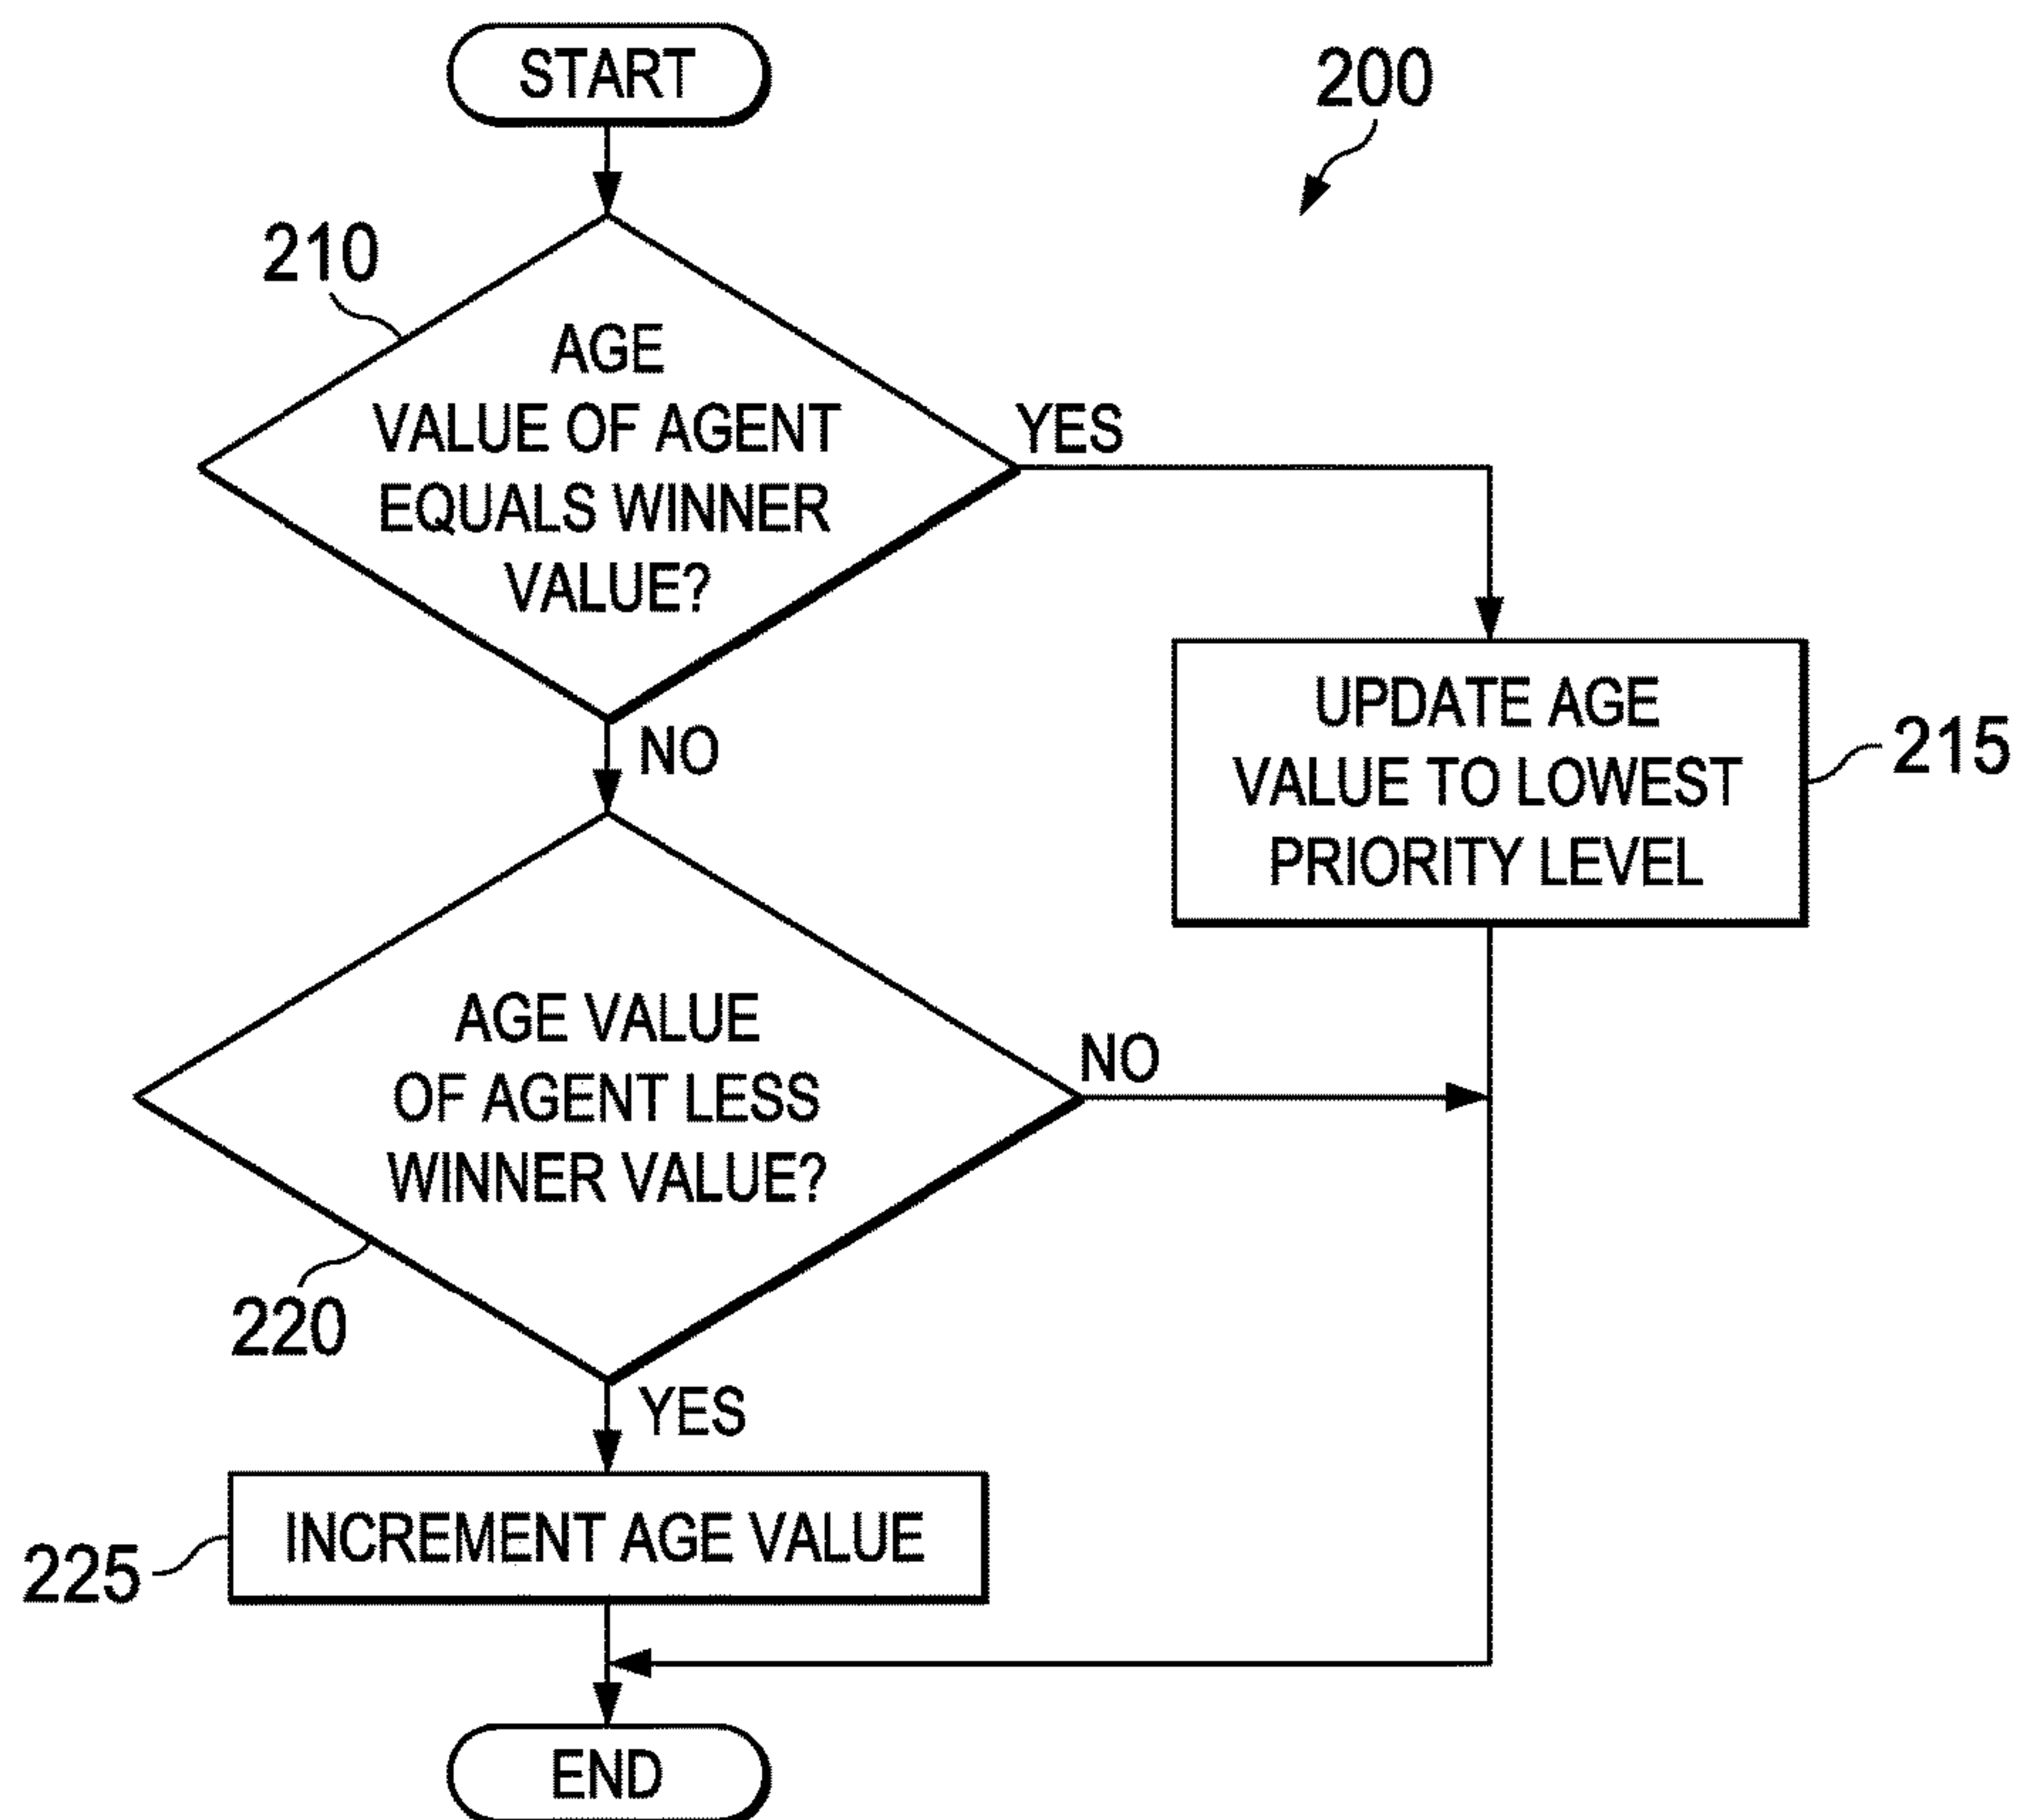 START
200
210
AGE
VALUE OF AGENT
EQUALS WINNER
VALUE?
YES
NO
UPDATE AGE
VALUE TO LOWEST
PRIORITY LEVEL
215
AGE VALUE
OF AGENT LESS
WINNER VALUE?
NO
220
YES
INCREMENT AGE VALUE
225
END